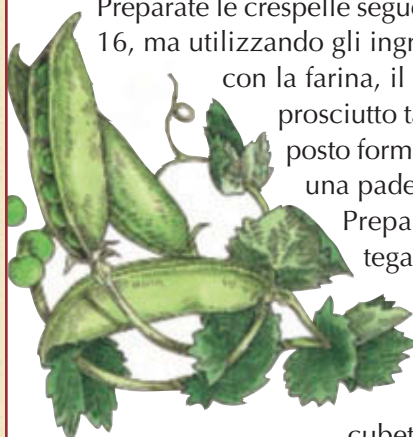 Preparate le crespelle segue
16, ma utilizzando gli ingr
con la farina, il
prosciutto ta
posto form
una pade
Prepa
tega
cubet